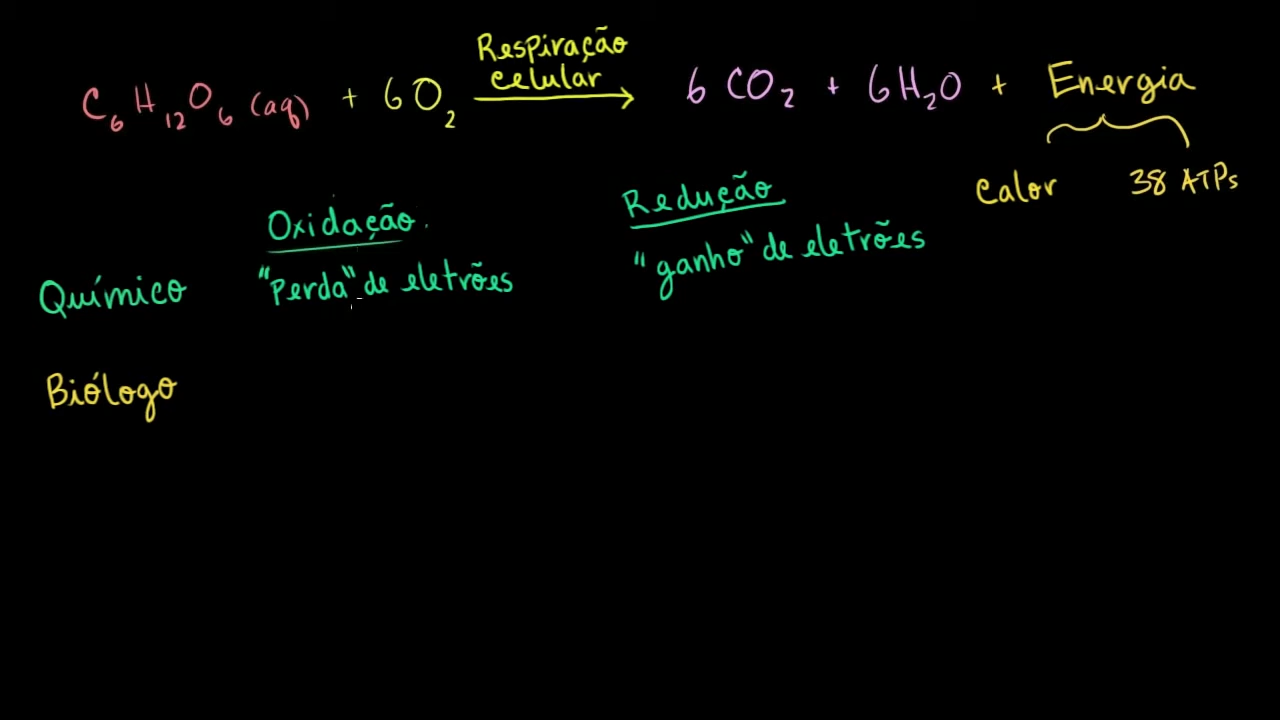 Respiração
celular
C₆H₁₂O₆ (aq) + 6O₂ → 6CO₂ + 6H₂O + Energia
Calor 38 ATPs
Oxidação Redução
Químico "Perda" de eletrões "ganho" de eletrões
Biólogo